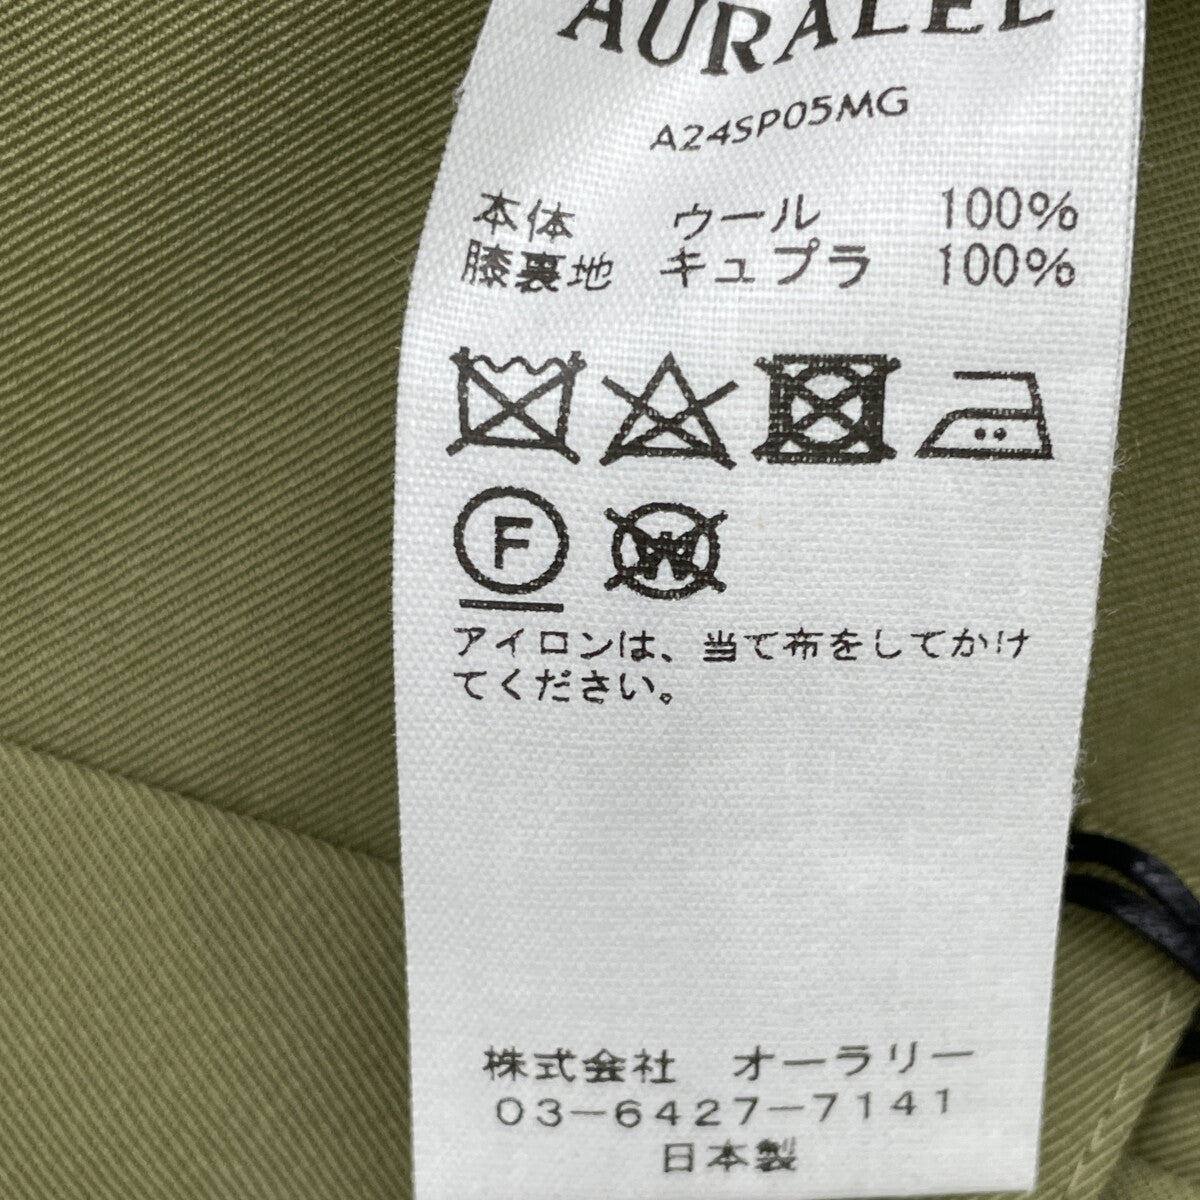 AURALEE
A24SP05MG
本体 ウール 100%
膝裏地 キュプラ 100%
F
W
アイロンは、当て布をしてかけ
てください。
株式会社 オーラリー
03-6427-7141
日本製